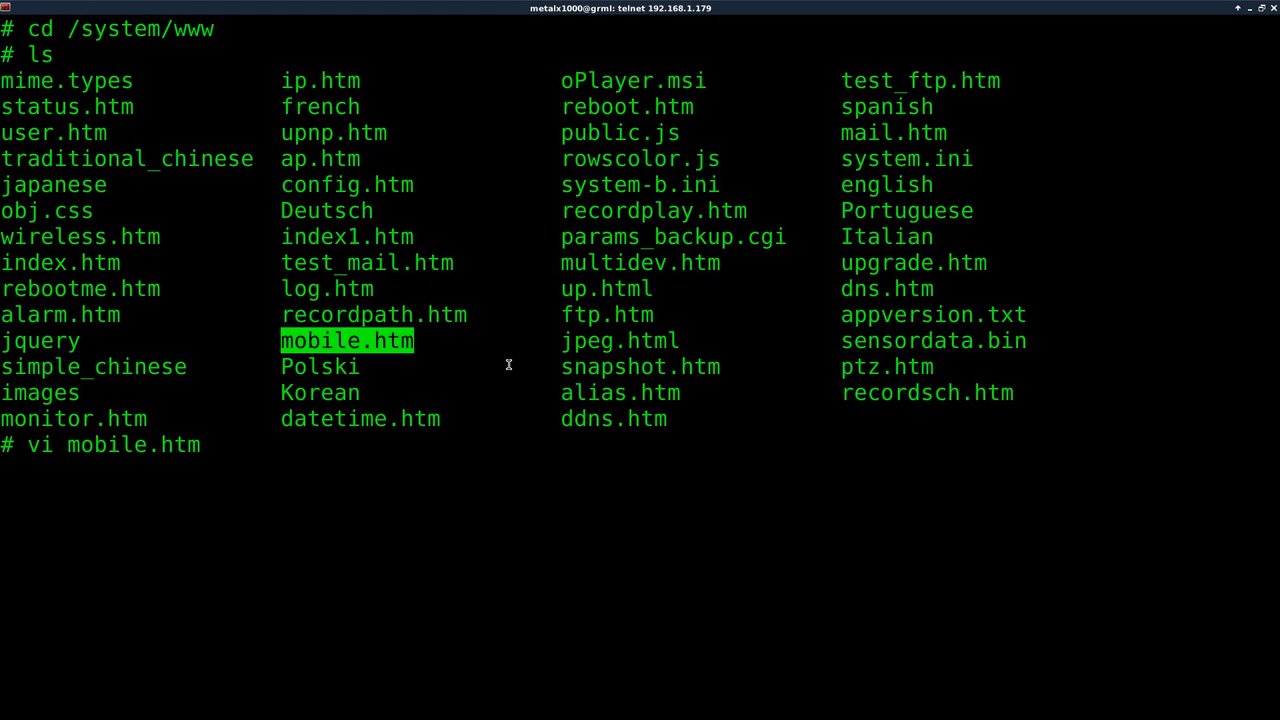 metalx1000@grml: telnet 192.168.1.179
# cd /system/www
# ls
mime.types ip.htm oPlayer.msi test_ftp.htm
status.htm french reboot.htm spanish
user.htm upnp.htm public.js mail.htm
traditional_chinese ap.htm rowscolor.js system.ini
japanese config.htm system-b.ini english
obj.css Deutsch recordplay.htm Portuguese
wireless.htm index1.htm params_backup.cgi Italian
index.htm test_mail.htm multidev.htm upgrade.htm
rebootme.htm log.htm up.html dns.htm
alarm.htm recordpath.htm ftp.htm appversion.txt
jquery mobile.htm jpeg.html sensordata.bin
simple_chinese Polski snapshot.htm ptz.htm
images Korean alias.htm recordsch.htm
monitor.htm datetime.htm ddns.htm
# vi mobile.htm